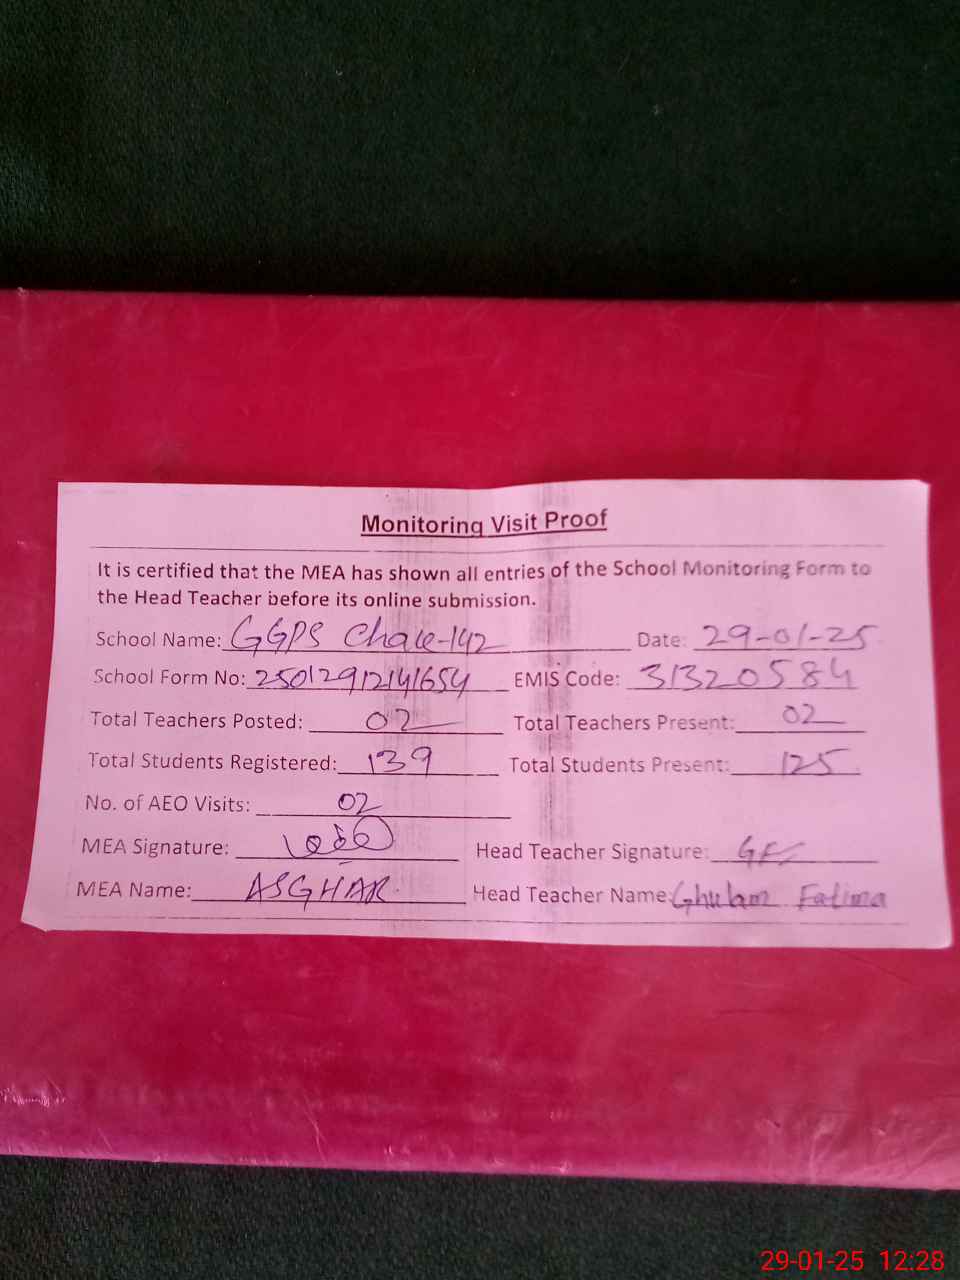 Monitoring Visit Proof
It is certified that the MEA has shown all entries of the School Monitoring Form to
the Head Teacher before its online submission.
School Name: GGPS Chak-142 Date: 29-01-25
School Form No: 25012912141654 EMIS Code: 31320584
Total Teachers Posted: 02 Total Teachers Present: 02
Total Students Registered: 139 Total Students Present: 125
No. of AEO Visits: 02
MEA Signature: Head Teacher Signature: GF
MEA Name: ASGHAR Head Teacher Name: Ghulam Fatima
29-01-25 12:28